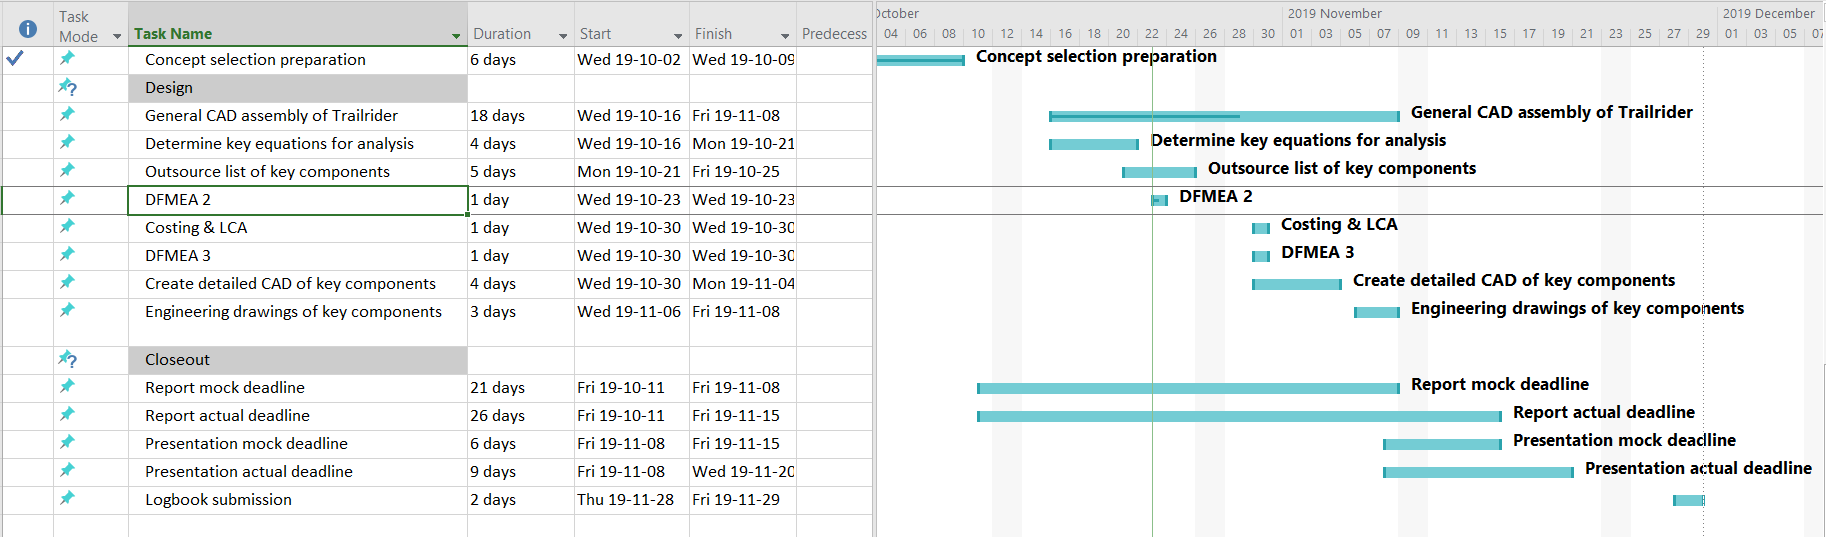 Task Mode Task Name Duration Start Finish Predecess
Concept selection preparation 6 days Wed 19-10-02 Wed 19-10-09
Design
General CAD assembly of Trailrider 18 days Wed 19-10-16 Fri 19-11-08
Determine key equations for analysis 4 days Wed 19-10-16 Mon 19-10-21
Outsource list of key components 5 days Mon 19-10-21 Fri 19-10-25
DFMEA 2 1 day Wed 19-10-23 Wed 19-10-23
Costing & LCA 1 day Wed 19-10-30 Wed 19-10-30
DFMEA 3 1 day Wed 19-10-30 Wed 19-10-30
Create detailed CAD of key components 4 days Wed 19-10-30 Mon 19-11-04
Engineering drawings of key components 3 days Wed 19-11-06 Fri 19-11-08
Closeout
Report mock deadline 21 days Fri 19-10-11 Fri 19-11-08
Report actual deadline 26 days Fri 19-10-11 Fri 19-11-15
Presentation mock deadline 6 days Fri 19-11-08 Fri 19-11-15
Presentation actual deadline 9 days Fri 19-11-08 Wed 19-11-20
Logbook submission 2 days Thu 19-11-28 Fri 19-11-29
October 2019 November 2019 December
04 06 08 10 12 14 16 18 20 22 24 26 28 30 01 03 05 07 09 11 13 15 17 19 21 23 25 27 29 01 03 05 07
Concept selection preparation
General CAD assembly of Trailrider
Determine key equations for analysis
Outsource list of key components
DFMEA 2
Costing & LCA
DFMEA 3
Create detailed CAD of key components
Engineering drawings of key components
Report mock deadline
Report actual deadline
Presentation mock deadline
Presentation actual deadline